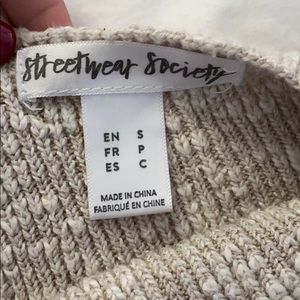 streetwear society
EN S
FR P
ES C
MADE IN CHINA
FABRIQUÉ EN CHINE